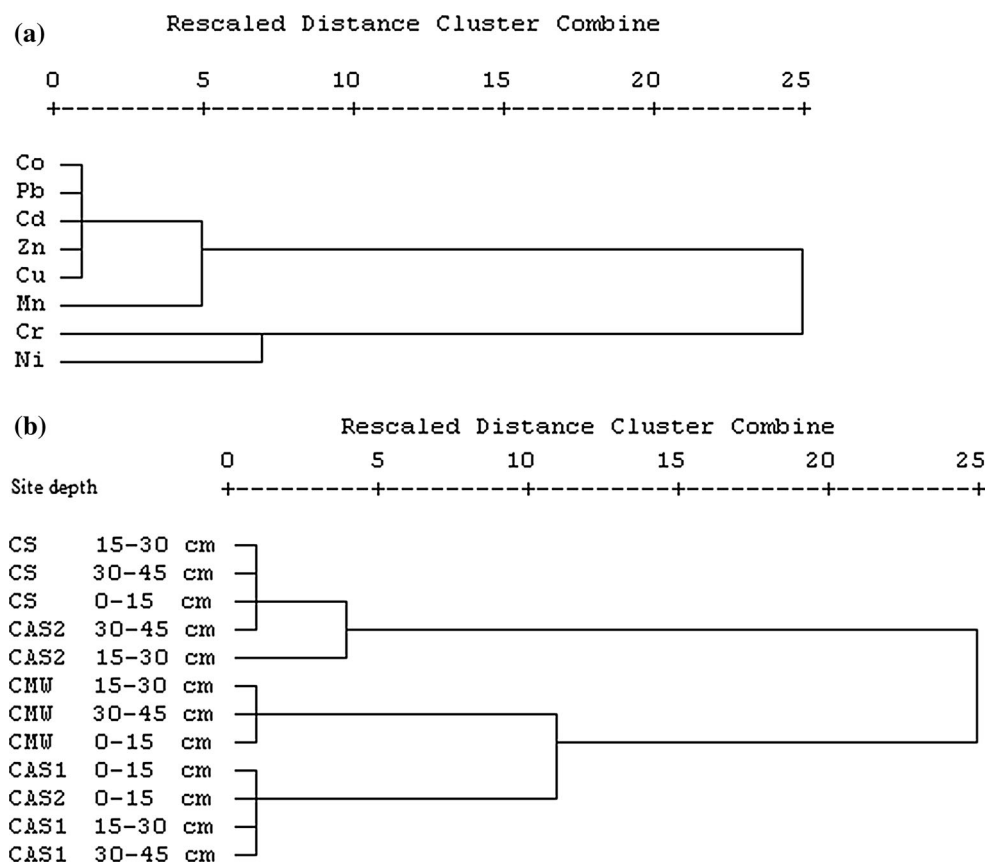 (a) Rescaled Distance Cluster Combine
0 5 10 15 20 25
Co
Pb
Cd
Zn
Cu
Mn
Cr
Ni
(b) Rescaled Distance Cluster Combine
0 5 10 15 20 25
Site depth
CS 15-30 cm
CS 30-45 cm
CS 0-15 cm
CAS2 30-45 cm
CAS2 15-30 cm
CMW 15-30 cm
CMW 30-45 cm
CMW 0-15 cm
CAS1 0-15 cm
CAS2 0-15 cm
CAS1 15-30 cm
CAS1 30-45 cm